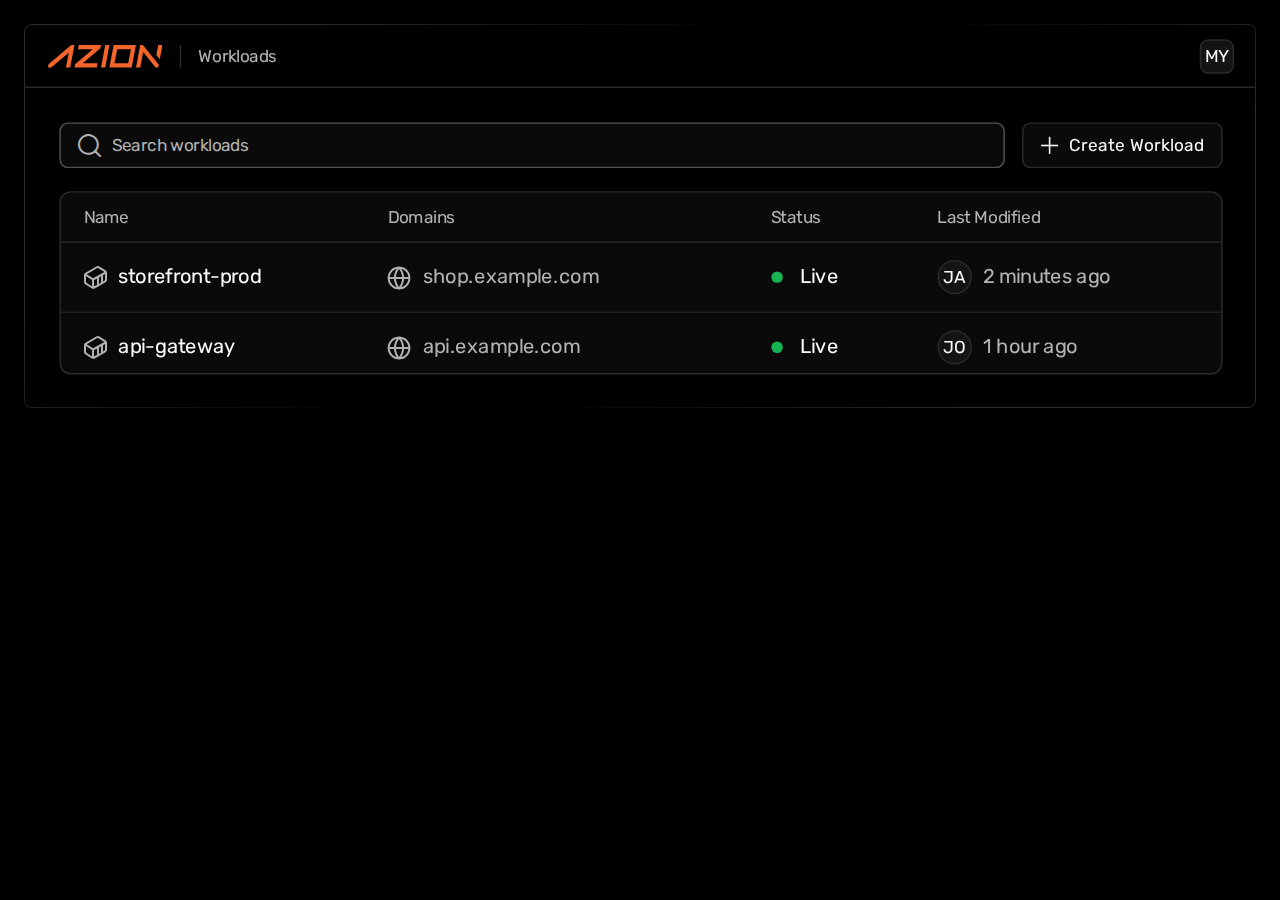 AZION Workloads MY
Search workloads Create Workload
Name Domains Status Last Modified
storefront-prod shop.example.com Live JA 2 minutes ago
api-gateway api.example.com Live JO 1 hour ago